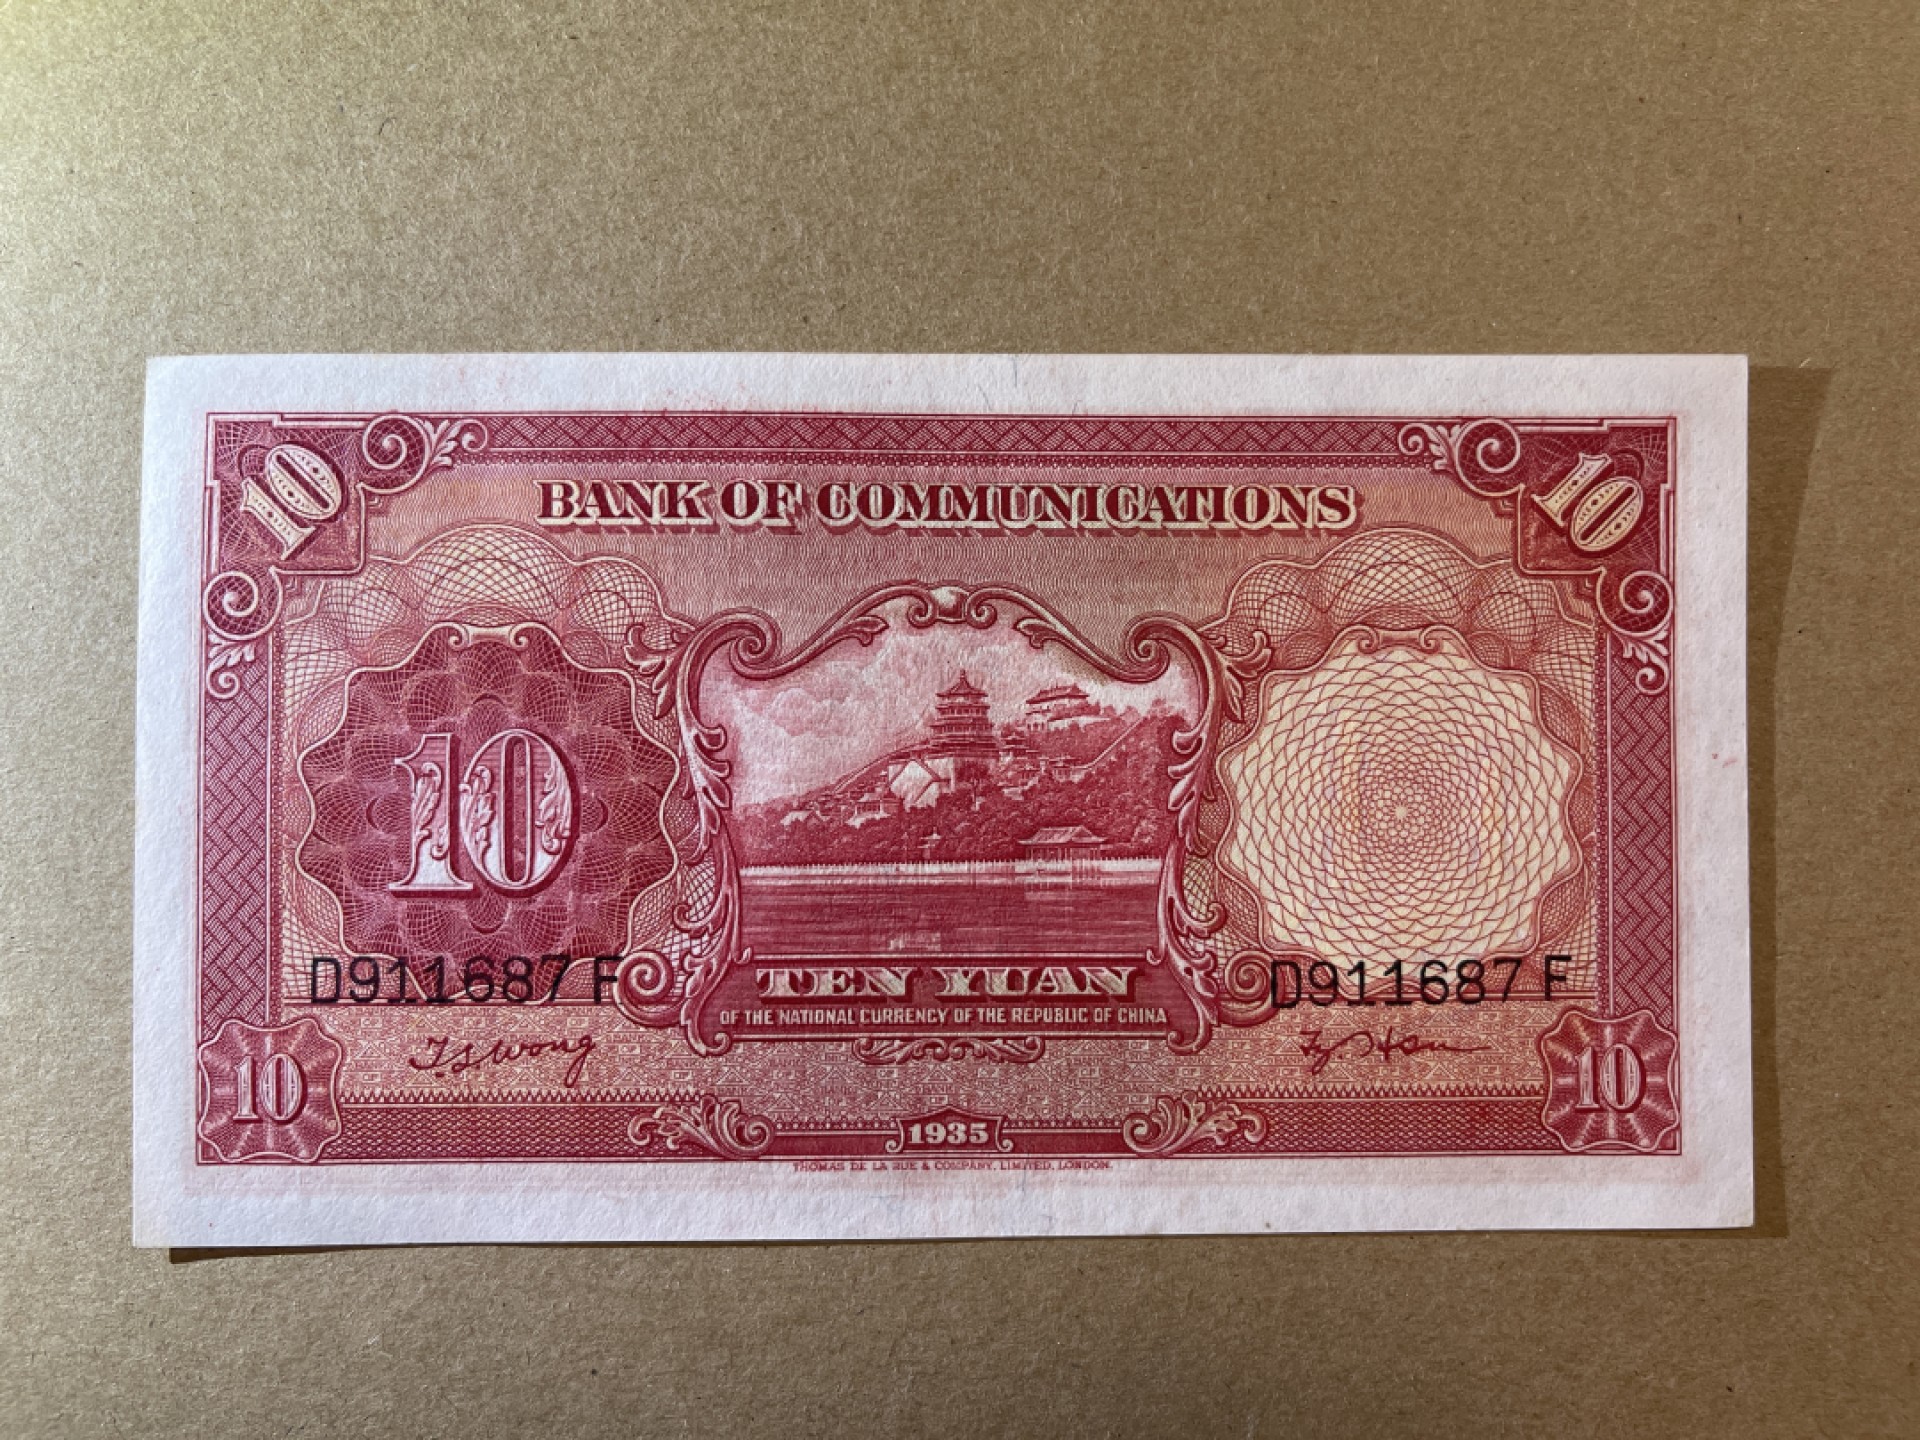 10 10
BANK OF COMMUNICATIONS
10
D911687 F D911687 F
TEN YUAN
OF THE NATIONAL CURRENCY OF THE REPUBLIC OF CHINA
T.S.Wong
10 10
1935
THOMAS DE LA RUE & COMPANY, LIMITED, LONDON.